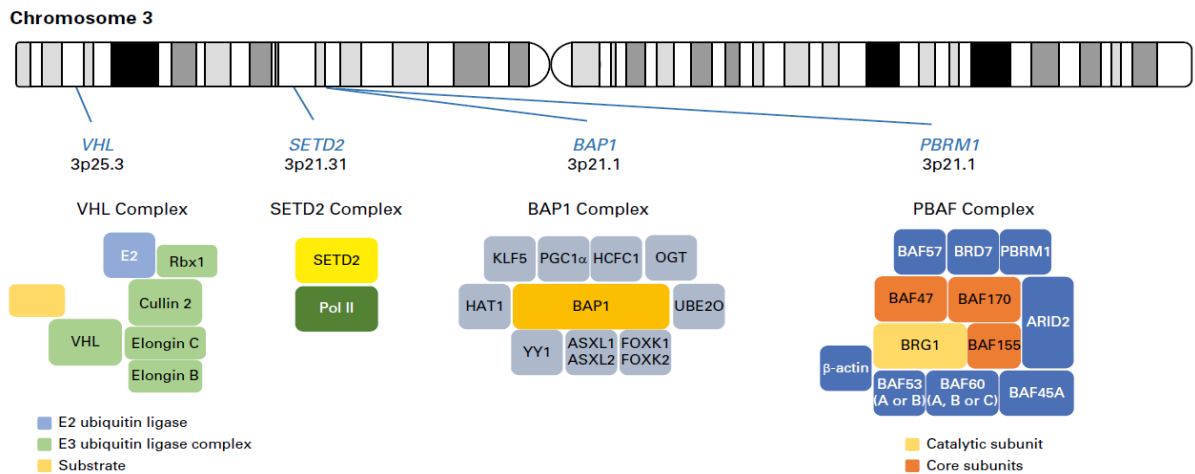 Chromosome 3
VHL
3p25.3
SETD2
3p21.31
BAP1
3p21.1
PBRM1
3p21.1
VHL Complex
E2
Rbx1
Cullin 2
VHL
Elongin C
Elongin B
E2 ubiquitin ligase
E3 ubiquitin ligase complex
Substrate
SETD2 Complex
SETD2
Pol II
BAP1 Complex
KLF5
PGC1α
HCFC1
OGT
HAT1
BAP1
UBE2O
YY1
ASXL1
ASXL2
FOXK1
FOXK2
PBAF Complex
BAF57
BRD7
PBRM1
BAF47
BAF170
ARID2
BRG1
BAF155
β-actin
BAF53
(A or B)
BAF60
(A, B or C)
BAF45A
Catalytic subunit
Core subunits